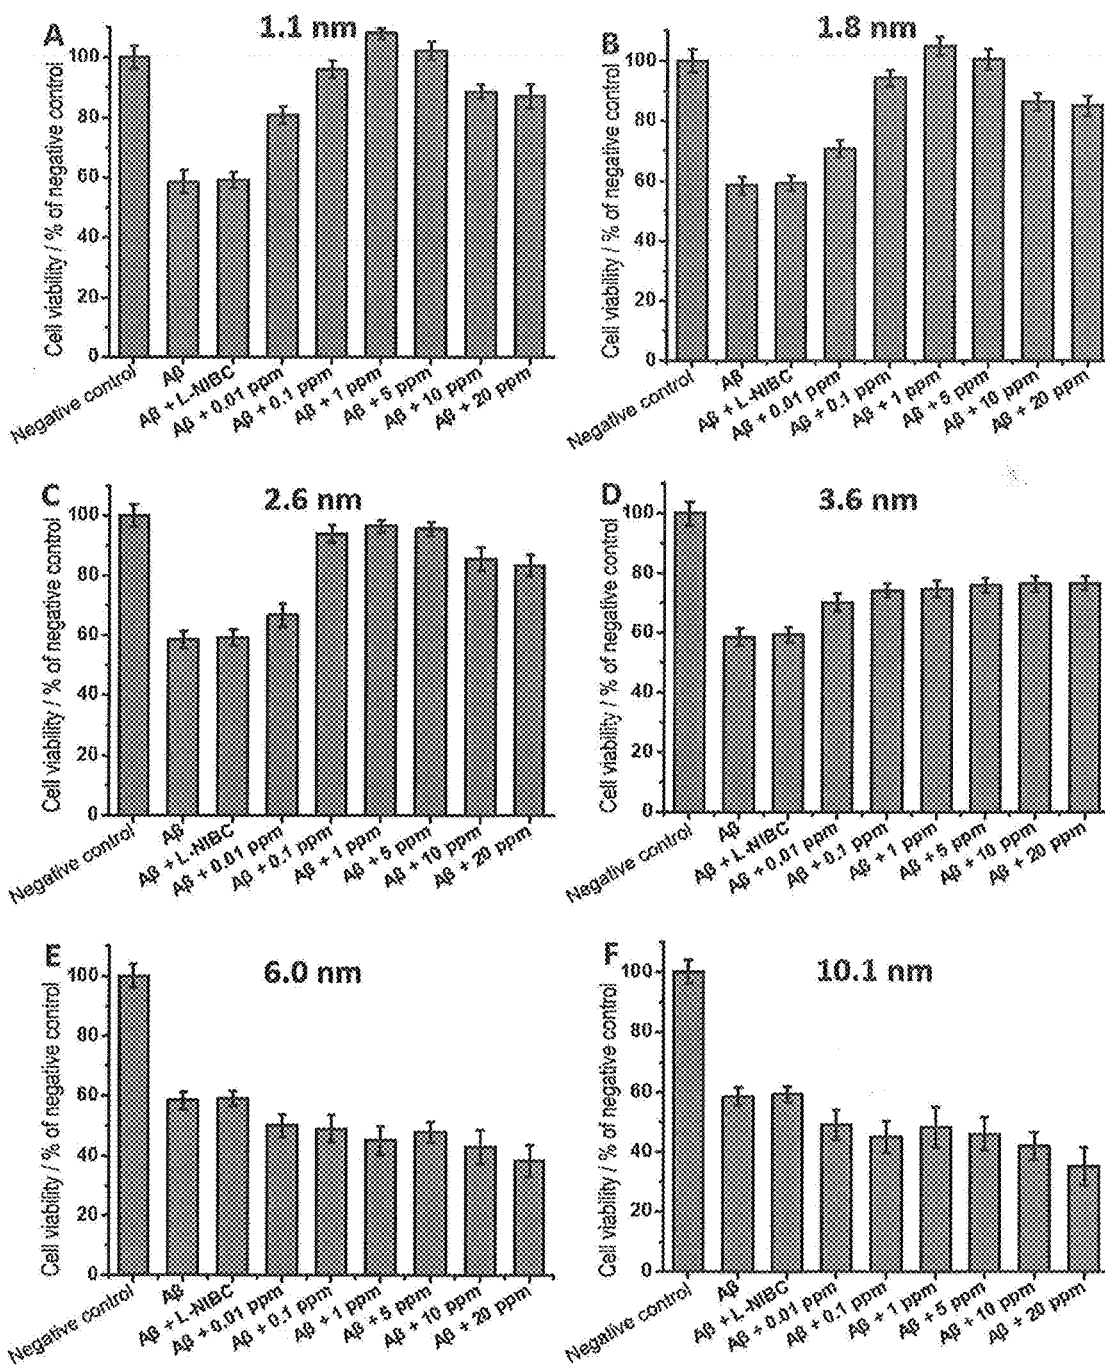 A
1.1 nm
Cell viability / % of negative control
100
80
60
40
20
0
Negative control
Aβ
Aβ + L-NIBC
Aβ + 0.01 ppm
Aβ + 0.1 ppm
Aβ + 1 ppm
Aβ + 5 ppm
Aβ + 10 ppm
Aβ + 20 ppm
B
1.8 nm
Cell viability / % of negative control
100
80
60
40
20
0
Negative control
Aβ
Aβ + L-NIBC
Aβ + 0.01 ppm
Aβ + 0.1 ppm
Aβ + 1 ppm
Aβ + 5 ppm
Aβ + 10 ppm
Aβ + 20 ppm
C
2.6 nm
Cell viability / % of negative control
100
80
60
40
20
0
Negative control
Aβ
Aβ + L-NIBC
Aβ + 0.01 ppm
Aβ + 0.1 ppm
Aβ + 1 ppm
Aβ + 5 ppm
Aβ + 10 ppm
Aβ + 20 ppm
D
3.6 nm
Cell viability / % of negative control
100
80
60
40
20
0
Negative control
Aβ
Aβ + L-NIBC
Aβ + 0.01 ppm
Aβ + 0.1 ppm
Aβ + 1 ppm
Aβ + 5 ppm
Aβ + 10 ppm
Aβ + 20 ppm
E
6.0 nm
Cell viability / % of negative control
100
80
60
40
20
0
Negative control
Aβ
Aβ + L-NIBC
Aβ + 0.01 ppm
Aβ + 0.1 ppm
Aβ + 1 ppm
Aβ + 5 ppm
Aβ + 10 ppm
Aβ + 20 ppm
F
10.1 nm
Cell viability / % of negative control
100
80
60
40
20
0
Negative control
Aβ
Aβ + L-NIBC
Aβ + 0.01 ppm
Aβ + 0.1 ppm
Aβ + 1 ppm
Aβ + 5 ppm
Aβ + 10 ppm
Aβ + 20 ppm